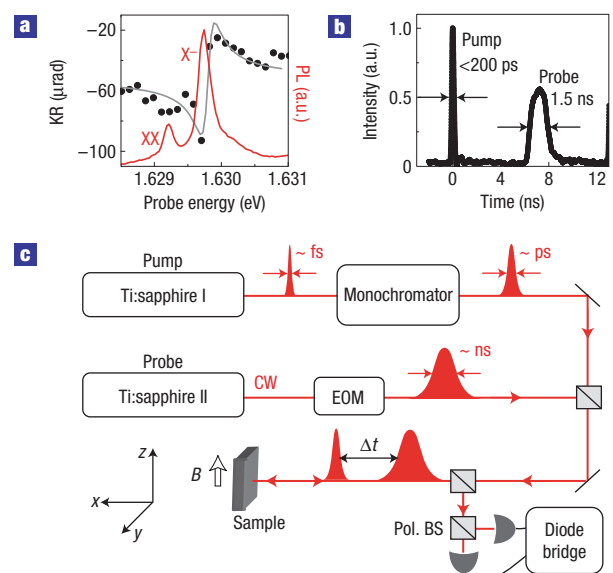 a
KR (μrad)
−20
−60
−100
X⁻
XX
PL (a.u.)
1.629
1.630
1.631
Probe energy (eV)
b
Intensity (a.u.)
1.0
0.5
0
Pump
<200 ps
Probe
1.5 ns
0
4
8
12
Time (ns)
c
Pump
Ti:sapphire I
~ fs
Monochromator
~ ps
Probe
Ti:sapphire II
CW
EOM
~ ns
z
x
y
B
Sample
Δt
Pol. BS
Diode
bridge